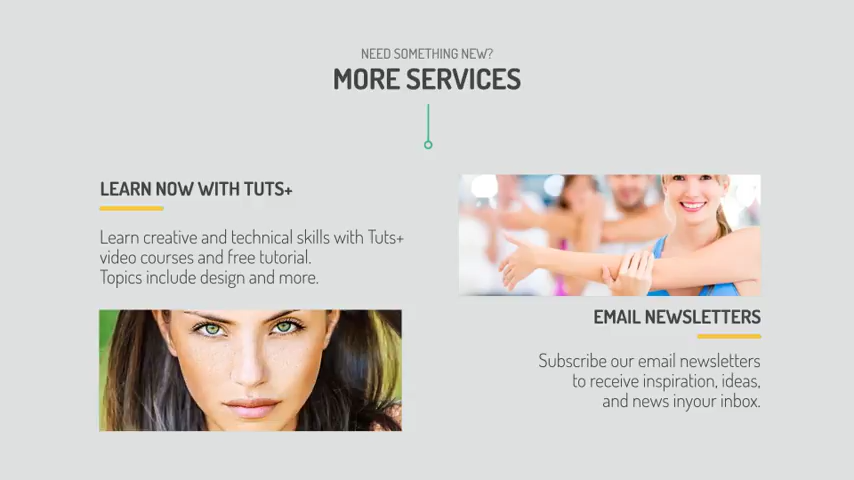 NEED SOMETHING NEW?
MORE SERVICES
LEARN NOW WITH TUTS+
Learn creative and technical skills with Tuts+
video courses and free tutorial.
Topics include design and more.
EMAIL NEWSLETTERS
Subscribe our email newsletters
to receive inspiration, ideas,
and news inyour inbox.